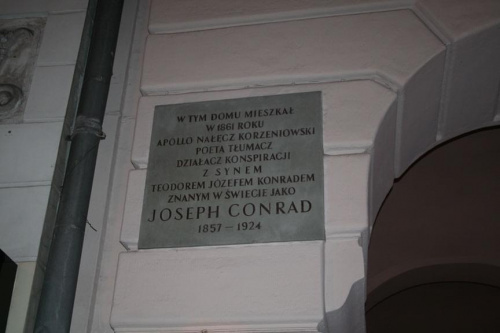 W TYM DOMU MIESZKAŁ
W 1861 ROKU
APOLLO NAŁĘCZ KORZENIOWSKI
POETA TŁUMACZ
DZIAŁACZ KONSPIRACJI
Z SYNEM
TEODOREM JÓZEFEM KONRADEM
ZNANYM W ŚWIECIE JAKO
JOSEPH CONRAD
1857 – 1924